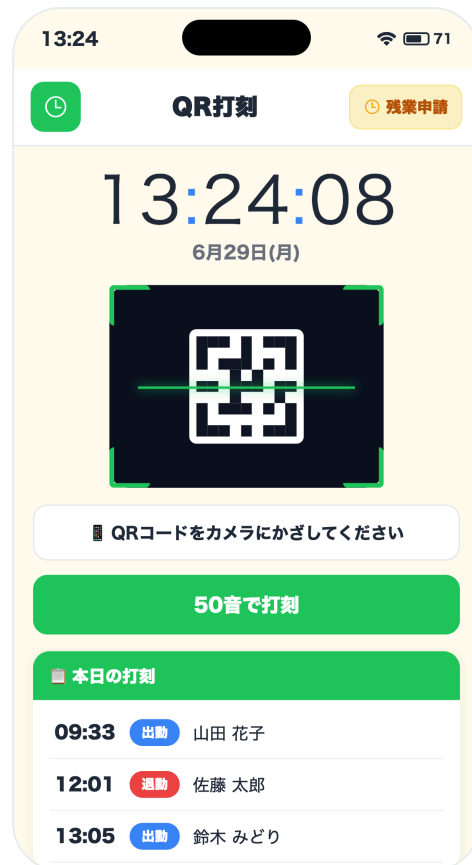 13:24 71
QR打刻
残業申請
13:24:08
6月29日(月)
QRコードをカメラにかざしてください
50音で打刻
本日の打刻
09:33 出勤 山田 花子
12:01 退勤 佐藤 太郎
13:05 出勤 鈴木 みどり